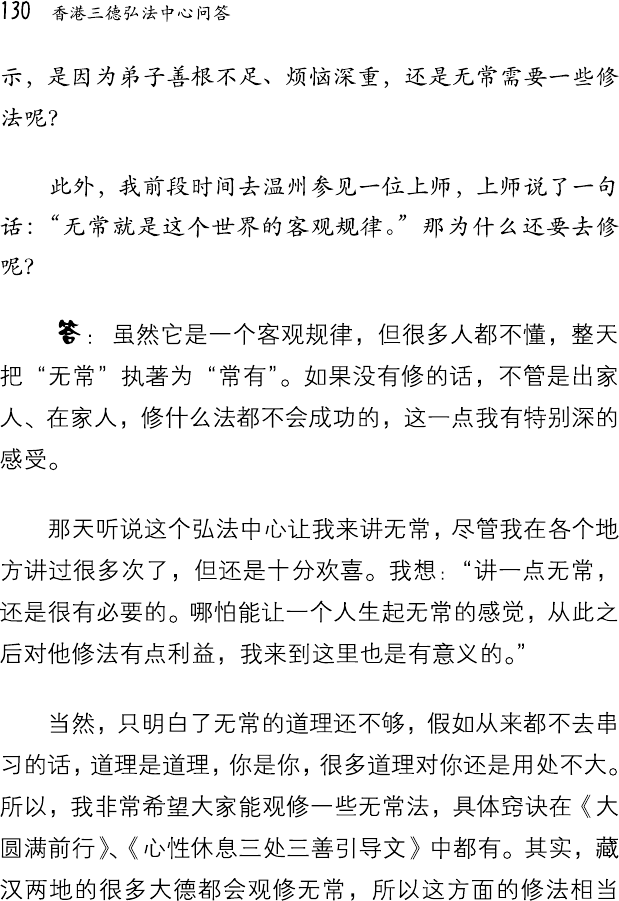 130 香港三德弘法中心问答
示，是因为弟子善根不足、烦恼深重，还是无常需要一些修
法呢？
此外，我前段时间去温州参见一位上师，上师说了一句
话：“无常就是这个世界的客观规律。”那为什么还要去修
呢？
答：虽然它是一个客观规律，但很多人都不懂，整天
把“无常”执著为“常有”。如果没有修的话，不管是出家
人、在家人，修什么法都不会成功的，这一点我有特别深的
感受。
那天听说这个弘法中心让我来讲无常，尽管我在各个地
方讲过很多次了，但还是十分欢喜。我想：“讲一点无常，
还是很有必要的。哪怕能让一个人生起无常的感觉，从此之
后对他修法有点利益，我来到这里也是有意义的。”
当然，只明白了无常的道理还不够，假如从来都不去串
习的话，道理是道理，你是你，很多道理对你还是用处不大。
所以，我非常希望大家能观修一些无常法，具体窍诀在《大
圆满前行》、《心性休息三处三善引导文》中都有。其实，藏
汉两地的很多大德都会观修无常，所以这方面的修法相当